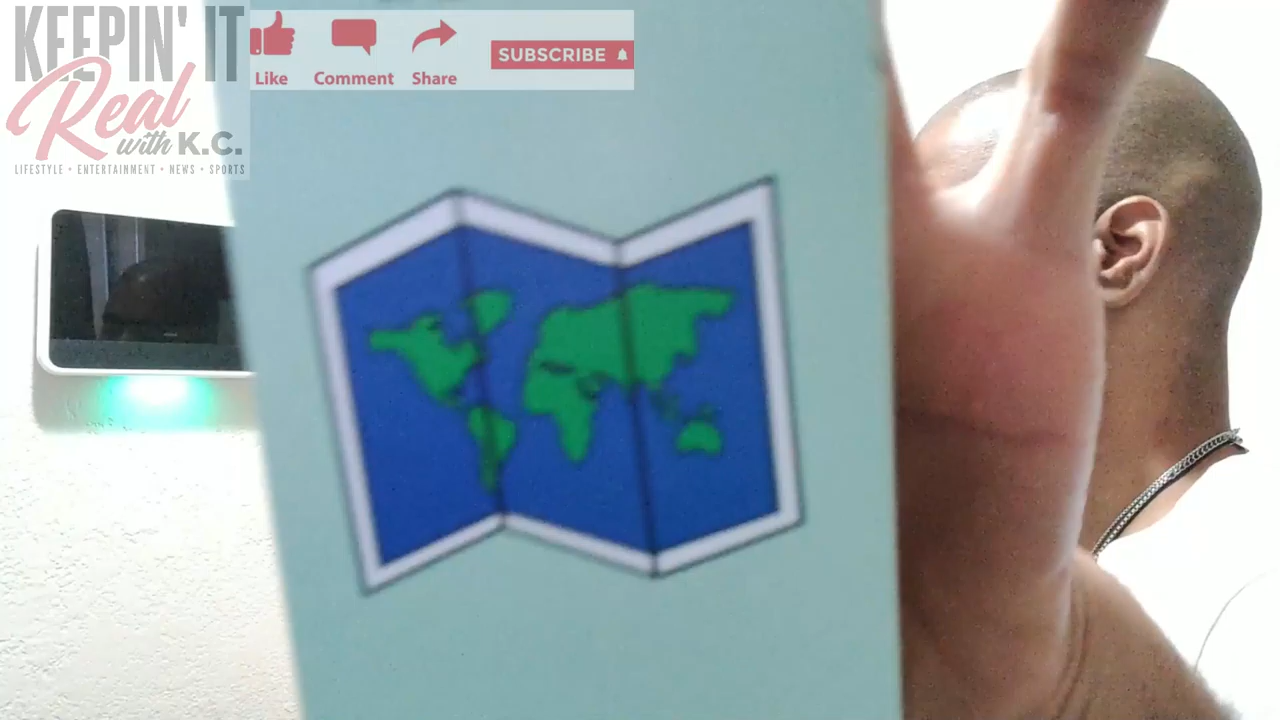 KEEPIN' IT
Real
with K.C.
LIFESTYLE • ENTERTAINMENT • NEWS • SPORTS
Like Comment Share SUBSCRIBE